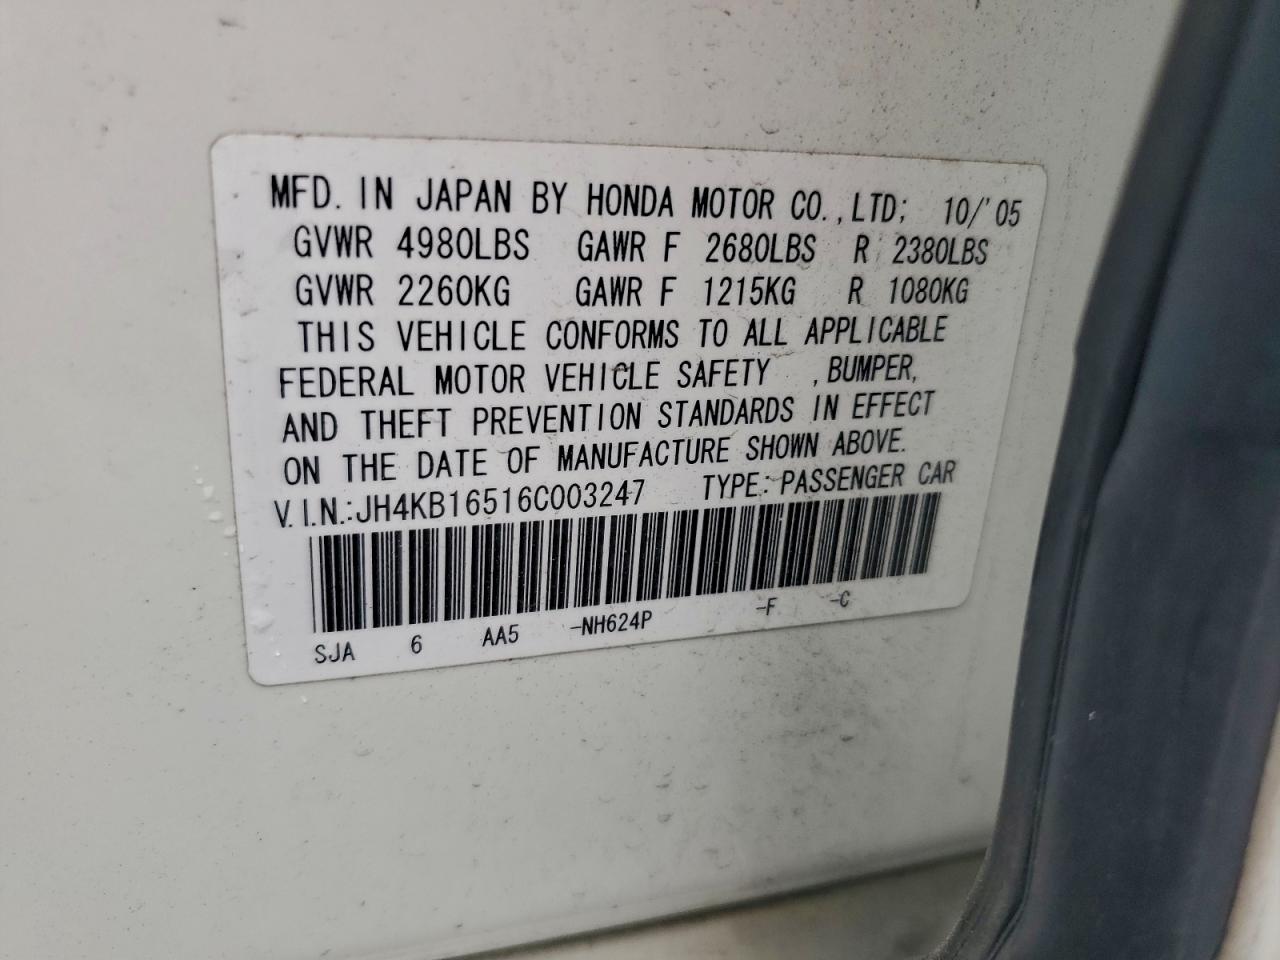 MFD. IN JAPAN BY HONDA MOTOR CO.,LTD; 10/'05
GVWR 4980LBS GAWR F 2680LBS R 2380LBS
GVWR 2260KG GAWR F 1215KG R 1080KG
THIS VEHICLE CONFORMS TO ALL APPLICABLE
FEDERAL MOTOR VEHICLE SAFETY ,BUMPER,
AND THEFT PREVENTION STANDARDS IN EFFECT
ON THE DATE OF MANUFACTURE SHOWN ABOVE.
V.I.N.:JH4KB16516C003247 TYPE:PASSENGER CAR
SJA 6 AA5 -NH624P -F -C